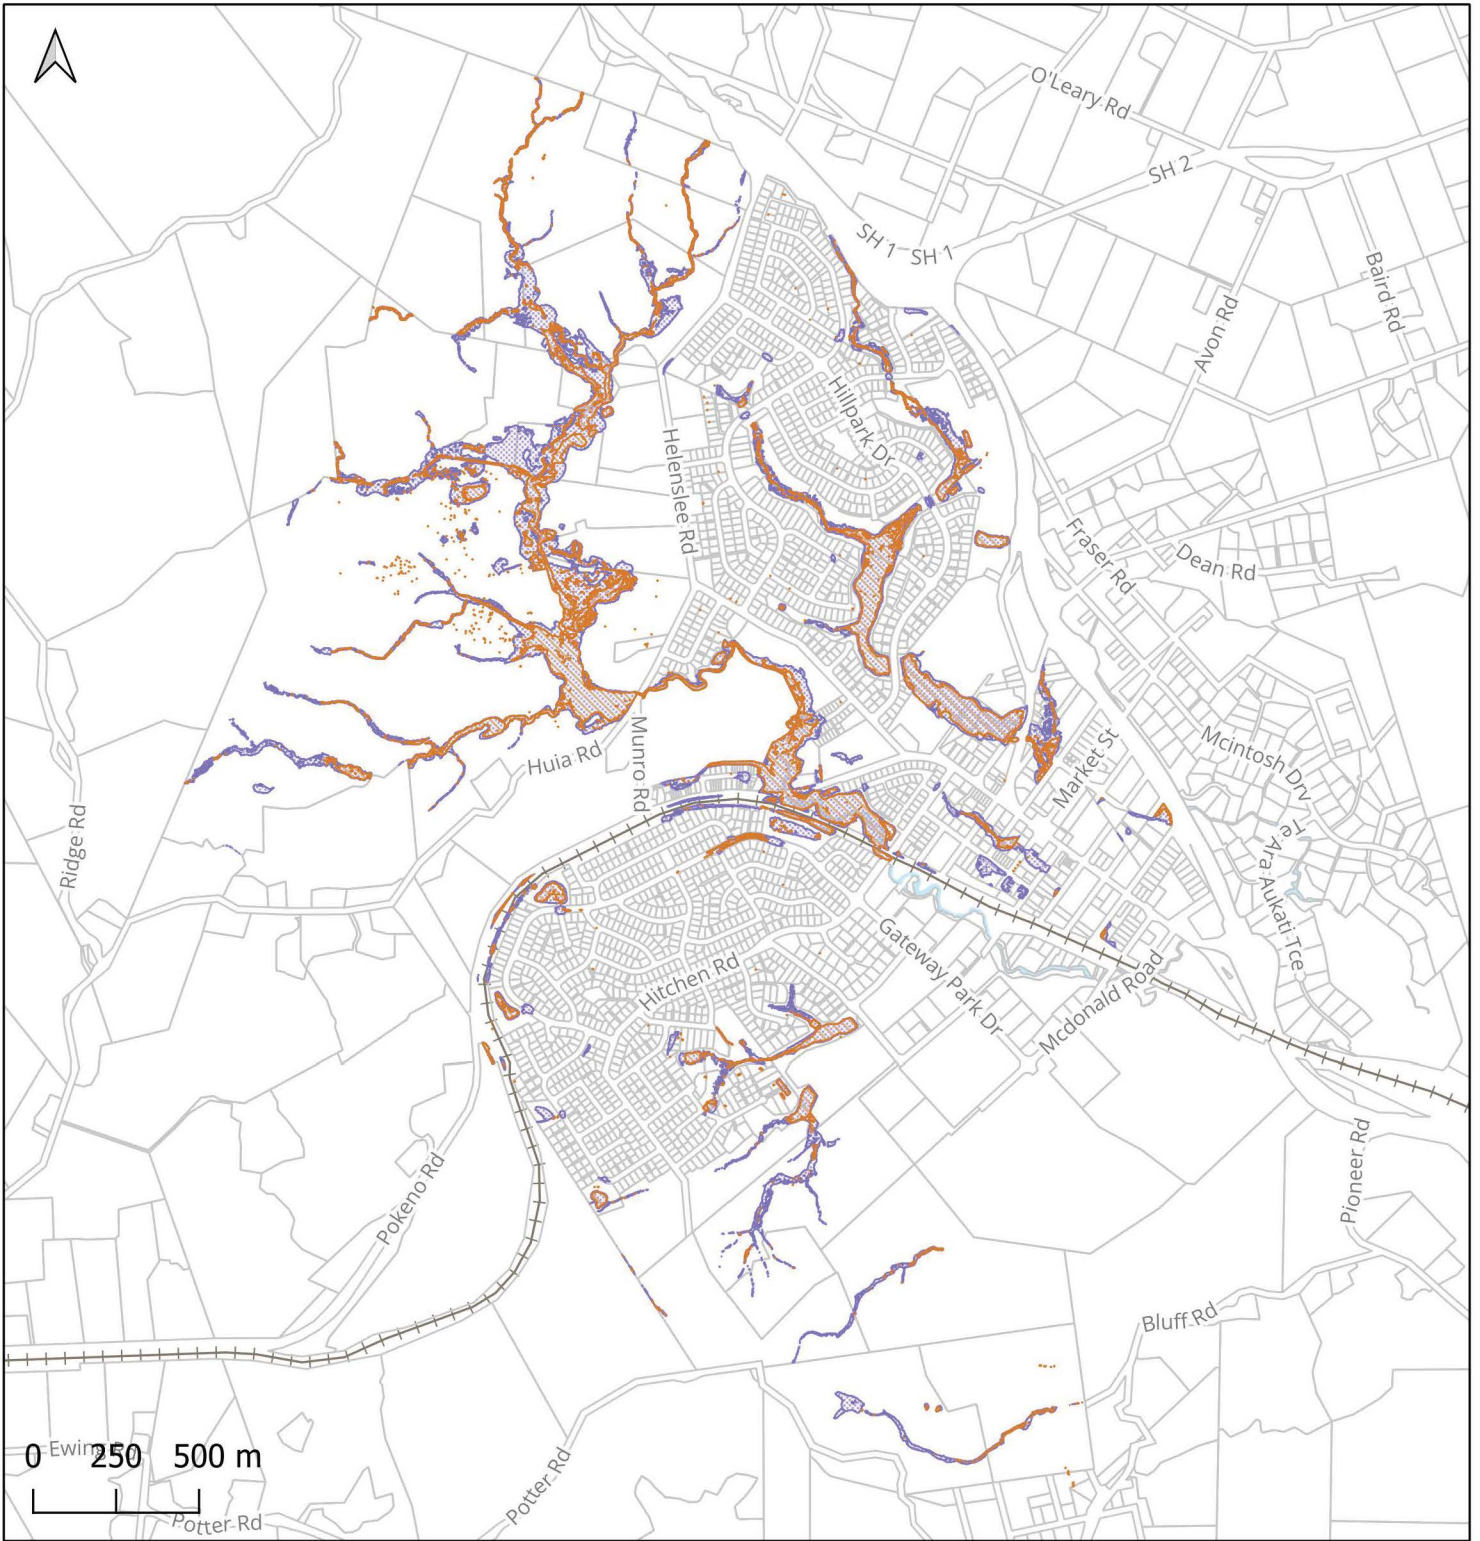 O'Leary Rd
SH 2
SH 1
SH 1
Baird Rd
Avon Rd
Hillpark Dr
Helenslee Rd
Fraser Rd
Dean Rd
Huia Rd
Munro Rd
Market St
Mcintosh Drv
Te Ara Aukati Tce
Ridge Rd
Hitchen Rd
Gateway Park Dr
Mcdonald Road
Pokeno Rd
Pioneer Rd
Bluff Rd
Potter Rd
0 250 500 m
Potter Rd